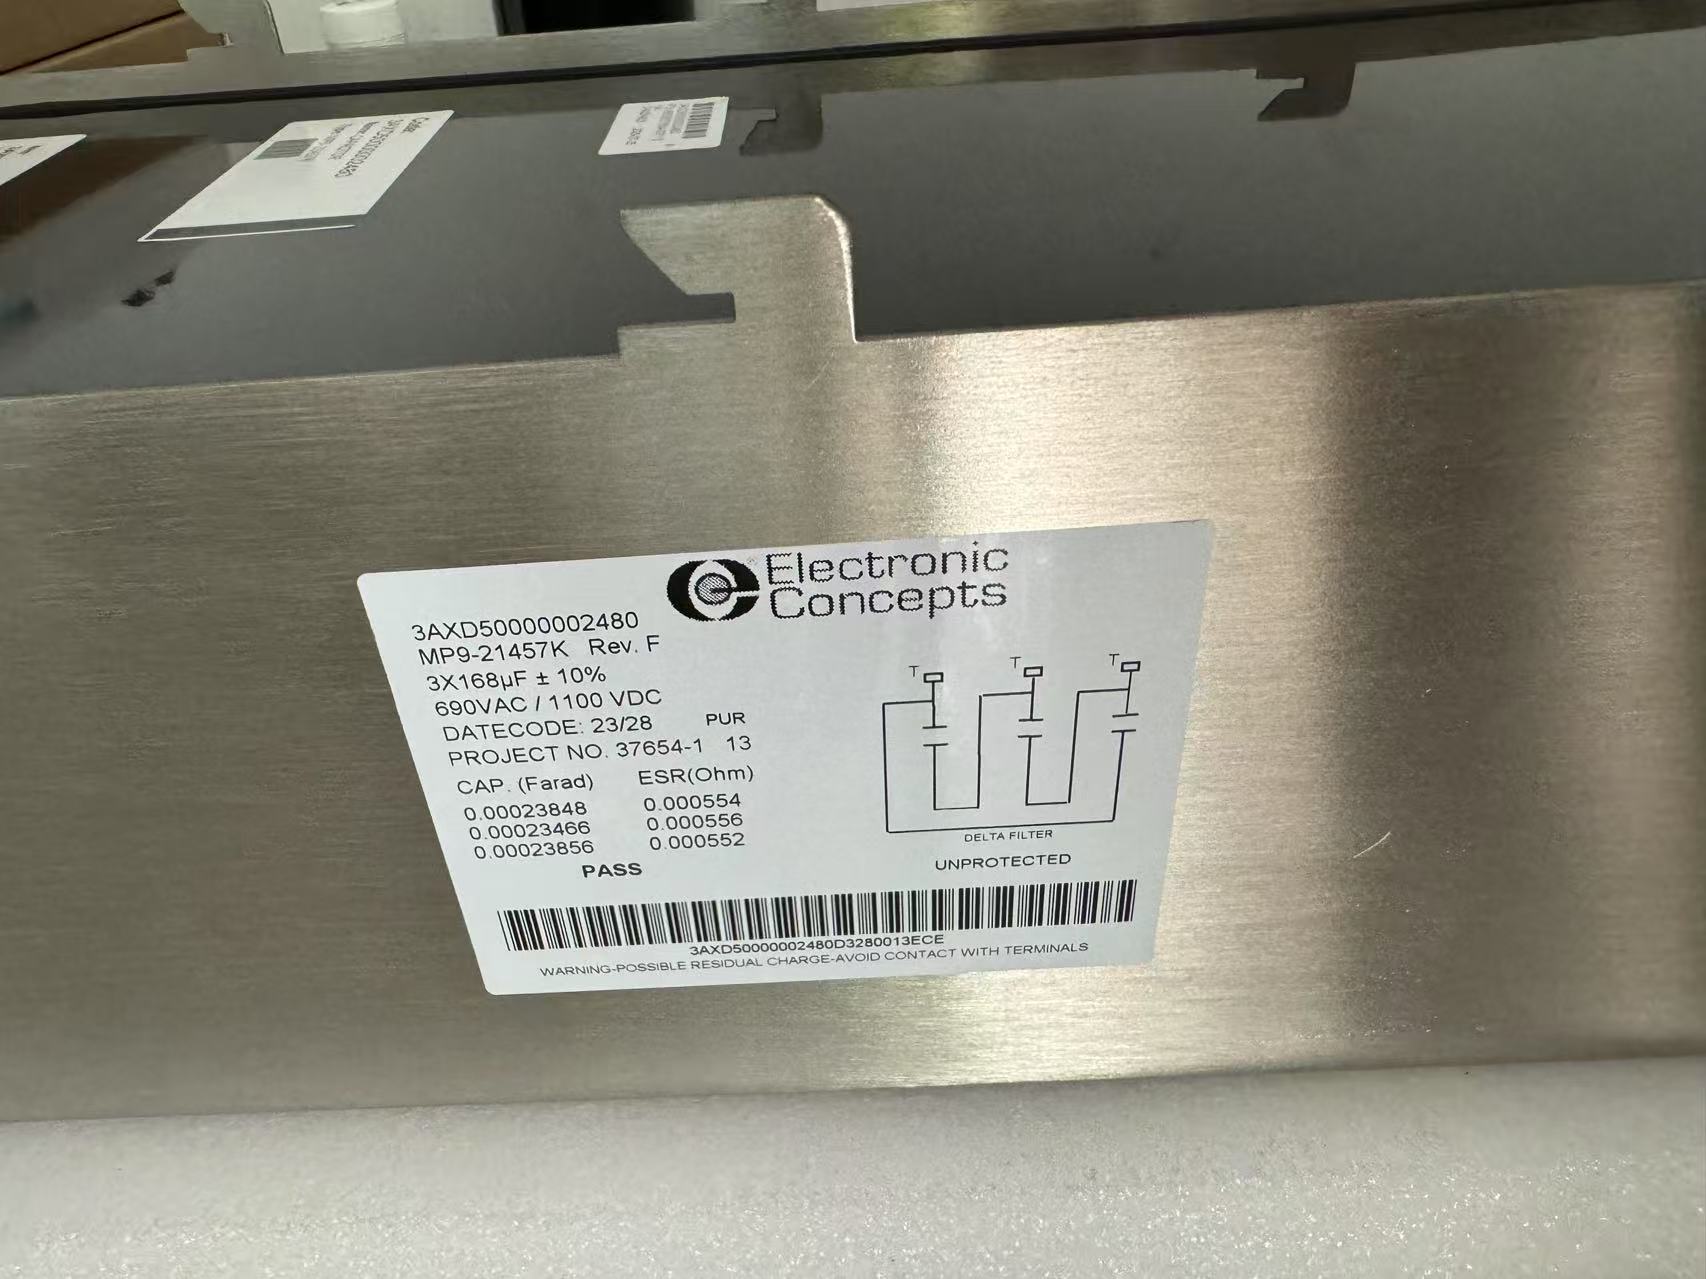 Code:
3AXD50000002480
Electronic
Concepts
3AXD50000002480
MP9-21457K Rev. F
3X168µF ± 10%
690VAC / 1100 VDC
DATECODE: 23/28 PUR
PROJECT NO. 37654-1 13
CAP. (Farad) ESR(Ohm)
0.00023848 0.000554
0.00023466 0.000556
0.00023856 0.000552
PASS
T T T
DELTA FILTER
UNPROTECTED
3AXD50000002480D3280013ECE
WARNING-POSSIBLE RESIDUAL CHARGE-AVOID CONTACT WITH TERMINALS